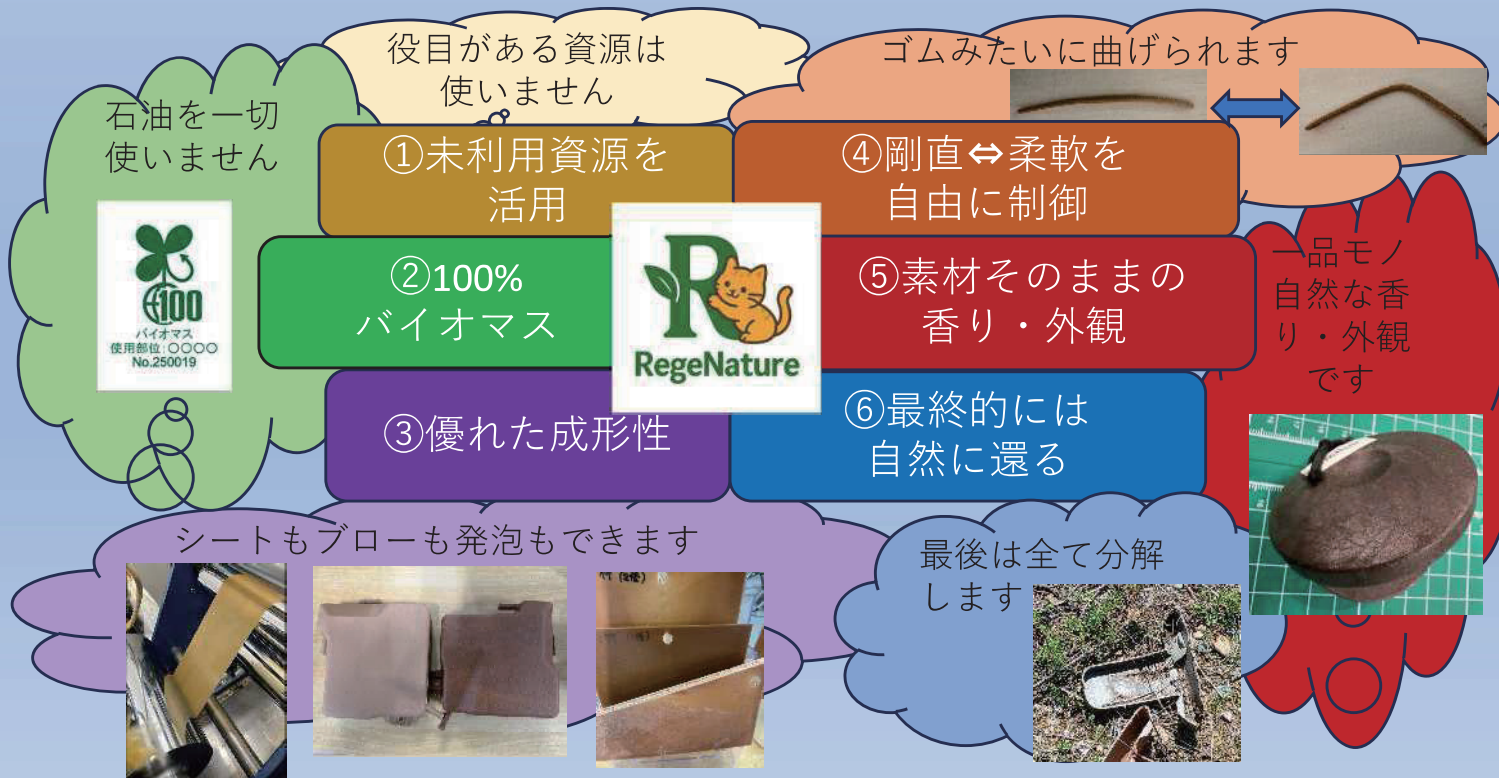 役目がある資源は
使いません
ゴムみたいに曲げられます
石油を一切
使いません
①未利用資源を
活用
④剛直⇔柔軟を
自由に制御
②100%
バイオマス
⑤素材そのままの
香り・外観
一品モノ
自然な香
り・外観
です
100
バイオマス
使用部位:〇〇〇〇
No.250019
R
RegeNature
③優れた成形性
⑥最終的には
自然に還る
シートもブローも発泡もできます
最後は全て分解
します